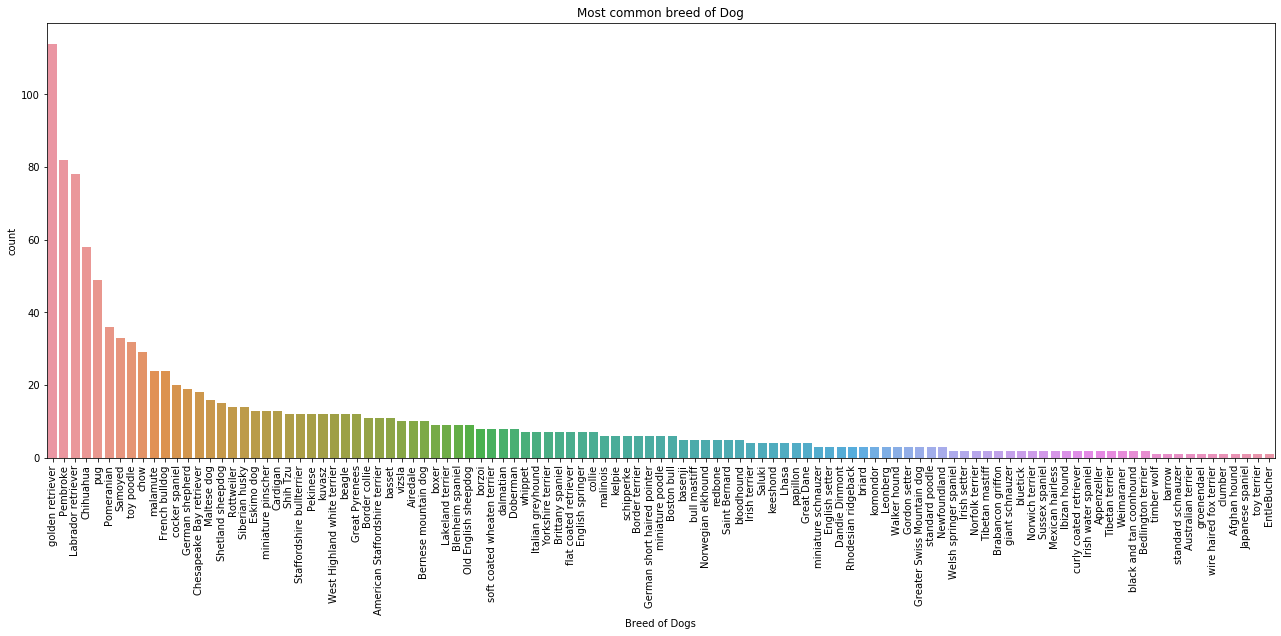 Most common breed of Dog
count
100
80
60
40
20
0
golden retriever
Pembroke
Labrador retriever
Chihuahua
pug
Pomeranian
Samoyed
toy poodle
chow
malamute
French bulldog
cocker spaniel
German shepherd
Chesapeake Bay retriever
Maltese dog
Shetland sheepdog
Rottweiler
Siberian husky
Eskimo dog
miniature pinscher
Cardigan
Shih Tzu
Staffordshire bullterrier
Pekinese
kuvasz
West Highland white terrier
beagle
Great Pyrenees
Border collie
American Staffordshire terrier
basset
vizsla
Airedale
Bernese mountain dog
boxer
Lakeland terrier
Blenheim spaniel
Old English sheepdog
borzoi
soft coated wheaten terrier
dalmatian
Doberman
whippet
Italian greyhound
Yorkshire terrier
Brittany spaniel
flat coated retriever
English springer
collie
malinois
kelpie
schipperke
Border terrier
German short haired pointer
miniature poodle
Boston bull
basenji
bull mastiff
Norwegian elkhound
redbone
bloodhound
Irish terrier
Saluki
keeshond
Lhasa
papillon
Great Dane
miniature schnauzer
English setter
Dandie Dinmont
Rhodesian ridgeback
briard
komondor
Leonberg
Walker hound
Gordon setter
Greater Swiss Mountain dog
standard poodle
Newfoundland
Welsh springer spaniel
Irish setter
Norfolk terrier
Tibetan mastiff
Brabancon griffon
giant schnauzer
bluetick
Norwich terrier
Sussex spaniel
Mexican hairless
Ibizan hound
curly coated retriever
Irish water spaniel
Appenzeller
Tibetan terrier
Weimaraner
black and tan coonhound
Bedlington terrier
timber wolf
barrow
standard schnauzer
Australian terrier
groenendael
wire haired fox terrier
clumber
Afghan hound
Japanese spaniel
toy terrier
EntleBucher
Breed of Dogs